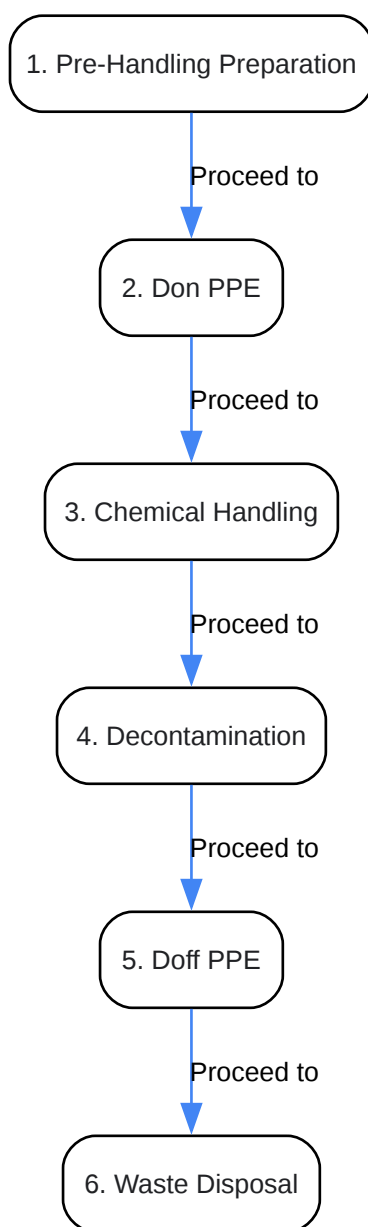 1. Pre-Handling Preparation
Proceed to
2. Don PPE
Proceed to
3. Chemical Handling
Proceed to
4. Decontamination
Proceed to
5. Doff PPE
Proceed to
6. Waste Disposal